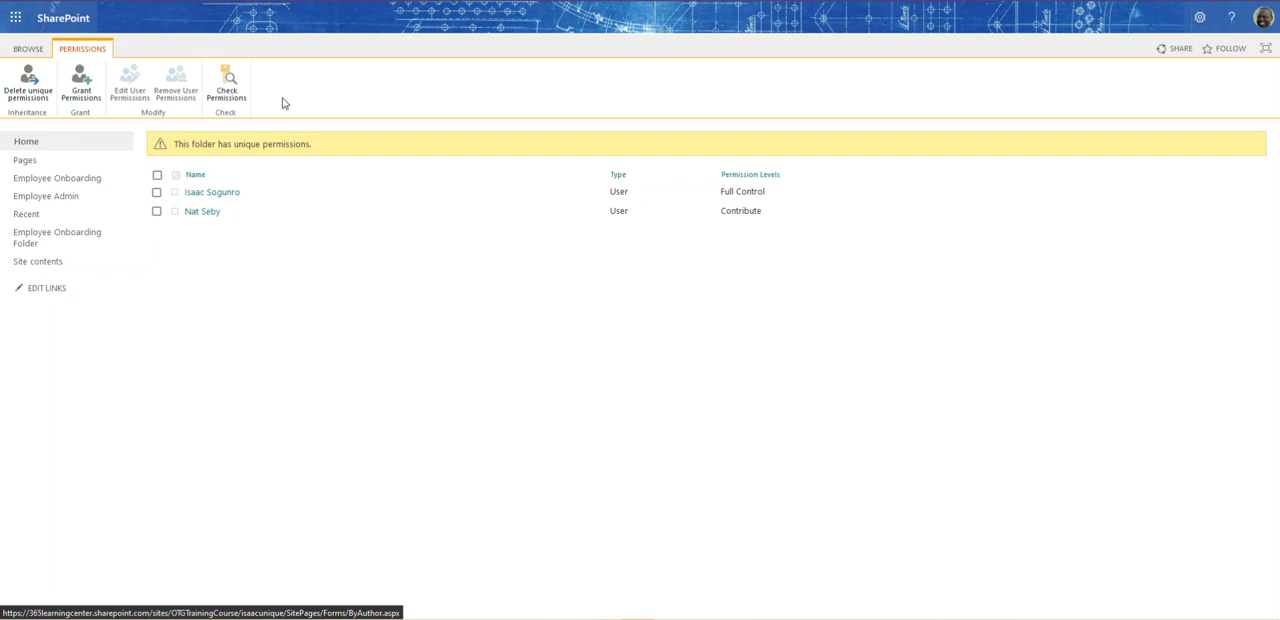 SharePoint
BROWSE PERMISSIONS SHARE FOLLOW
Delete unique permissions
Grant Permissions
Edit User Permissions
Remove User Permissions
Check Permissions
Inheritance Grant Modify Check
Home
Pages
Employee Onboarding
Employee Admin
Recent
Employee Onboarding
Folder
Site contents
EDIT LINKS
This folder has unique permissions.
Name Type Permission Levels
Isaac Sogunro User Full Control
Nat Seby User Contribute
https://365learningcenter.sharepoint.com/sites/OTGTrainingCourse/isaacunique/SitePages/Forms/ByAuthor.aspx